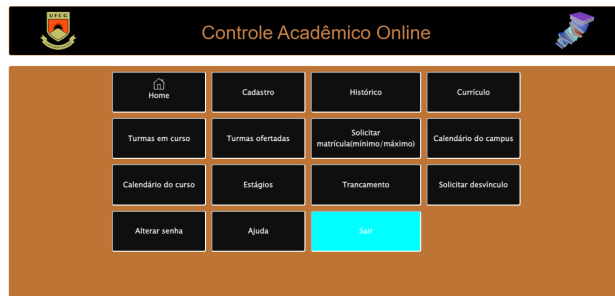 UFCG
Controle Acadêmico Online
Home
Cadastro
Histórico
Currículo
Turmas em curso
Turmas ofertadas
Solicitar
matrícula(mínimo/máximo)
Calendário do campus
Calendário do curso
Estágios
Trancamento
Solicitar desvínculo
Alterar senha
Ajuda
Sair